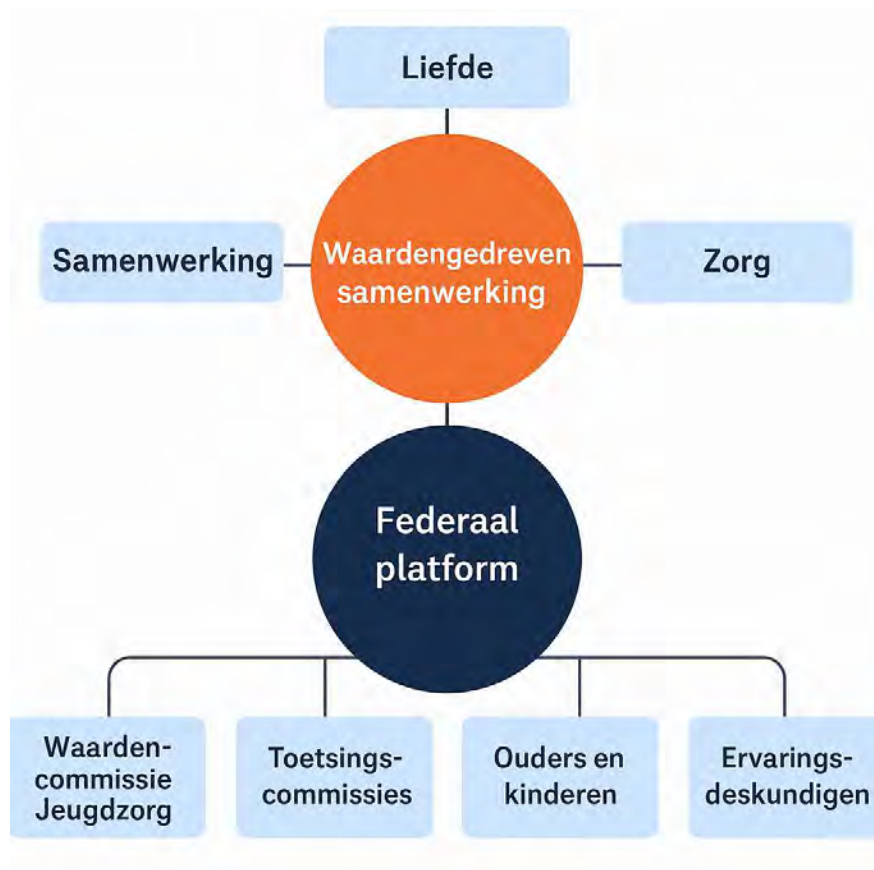 Liefde
Samenwerking
Waardengedreven
samenwerking
Zorg
Federaal
platform
Waarden-
commissie
Jeugdzorg
Toetsings-
commissies
Ouders en
kinderen
Ervarings-
deskundigen